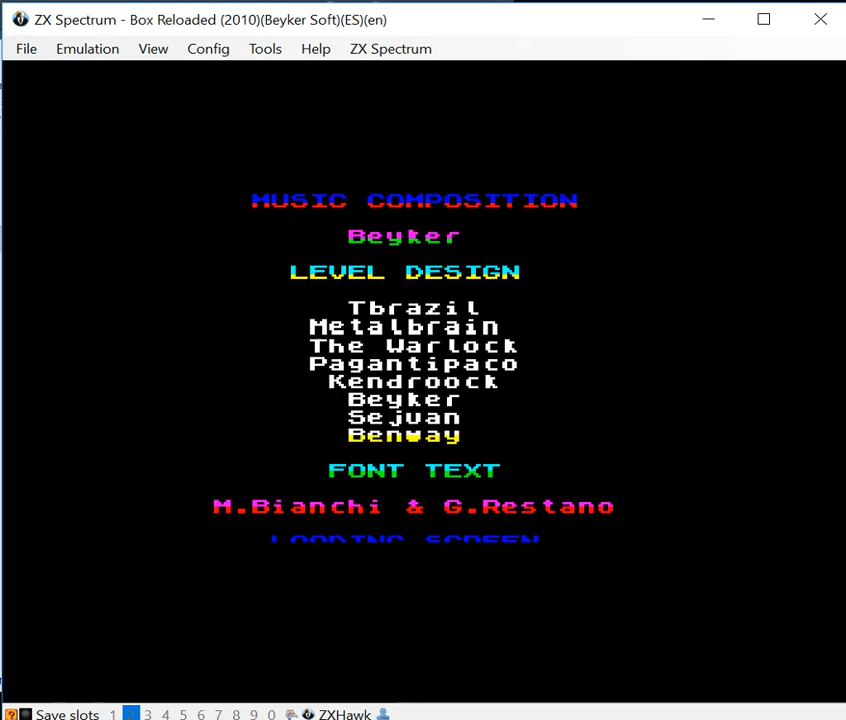 ZX Spectrum - Box Reloaded (2010)(Beyker Soft)(ES)(en)
File Emulation View Config Tools Help ZX Spectrum
MUSIC COMPOSITION
Beyker
LEVEL DESIGN
Tbrazil
Metalbrain
The Warlock
Pagantipaco
Kendroock
Beyker
Sejuan
Benway
FONT TEXT
M.Bianchi & G.Restano
LOADING SCREEN
Save slots 1 2 3 4 5 6 7 8 9 0 ZXHawk